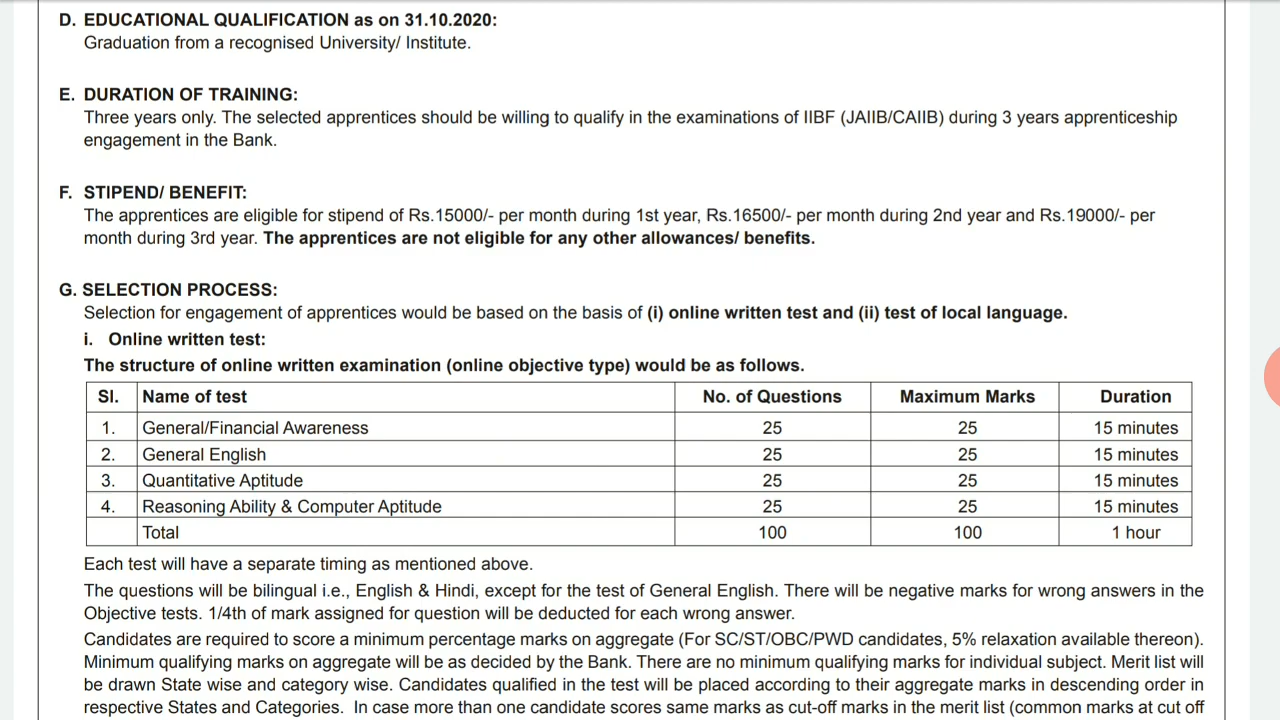 D. EDUCATIONAL QUALIFICATION as on 31.10.2020:
Graduation from a recognised University/ Institute.
E. DURATION OF TRAINING:
Three years only. The selected apprentices should be willing to qualify in the examinations of IIBF (JAIIB/CAIIB) during 3 years apprenticeship
engagement in the Bank.
F. STIPEND/ BENEFIT:
The apprentices are eligible for stipend of Rs.15000/- per month during 1st year, Rs.16500/- per month during 2nd year and Rs.19000/- per
month during 3rd year. The apprentices are not eligible for any other allowances/ benefits.
G. SELECTION PROCESS:
Selection for engagement of apprentices would be based on the basis of (i) online written test and (ii) test of local language.
i. Online written test:
The structure of online written examination (online objective type) would be as follows.
Sl. Name of test No. of Questions Maximum Marks Duration
1. General/Financial Awareness 25 25 15 minutes
2. General English 25 25 15 minutes
3. Quantitative Aptitude 25 25 15 minutes
4. Reasoning Ability & Computer Aptitude 25 25 15 minutes
Total 100 100 1 hour
Each test will have a separate timing as mentioned above.
The questions will be bilingual i.e., English & Hindi, except for the test of General English. There will be negative marks for wrong answers in the
Objective tests. 1/4th of mark assigned for question will be deducted for each wrong answer.
Candidates are required to score a minimum percentage marks on aggregate (For SC/ST/OBC/PWD candidates, 5% relaxation available thereon).
Minimum qualifying marks on aggregate will be as decided by the Bank. There are no minimum qualifying marks for individual subject. Merit list will
be drawn State wise and category wise. Candidates qualified in the test will be placed according to their aggregate marks in descending order in
respective States and Categories. In case more than one candidate scores same marks as cut-off marks in the merit list (common marks at cut off